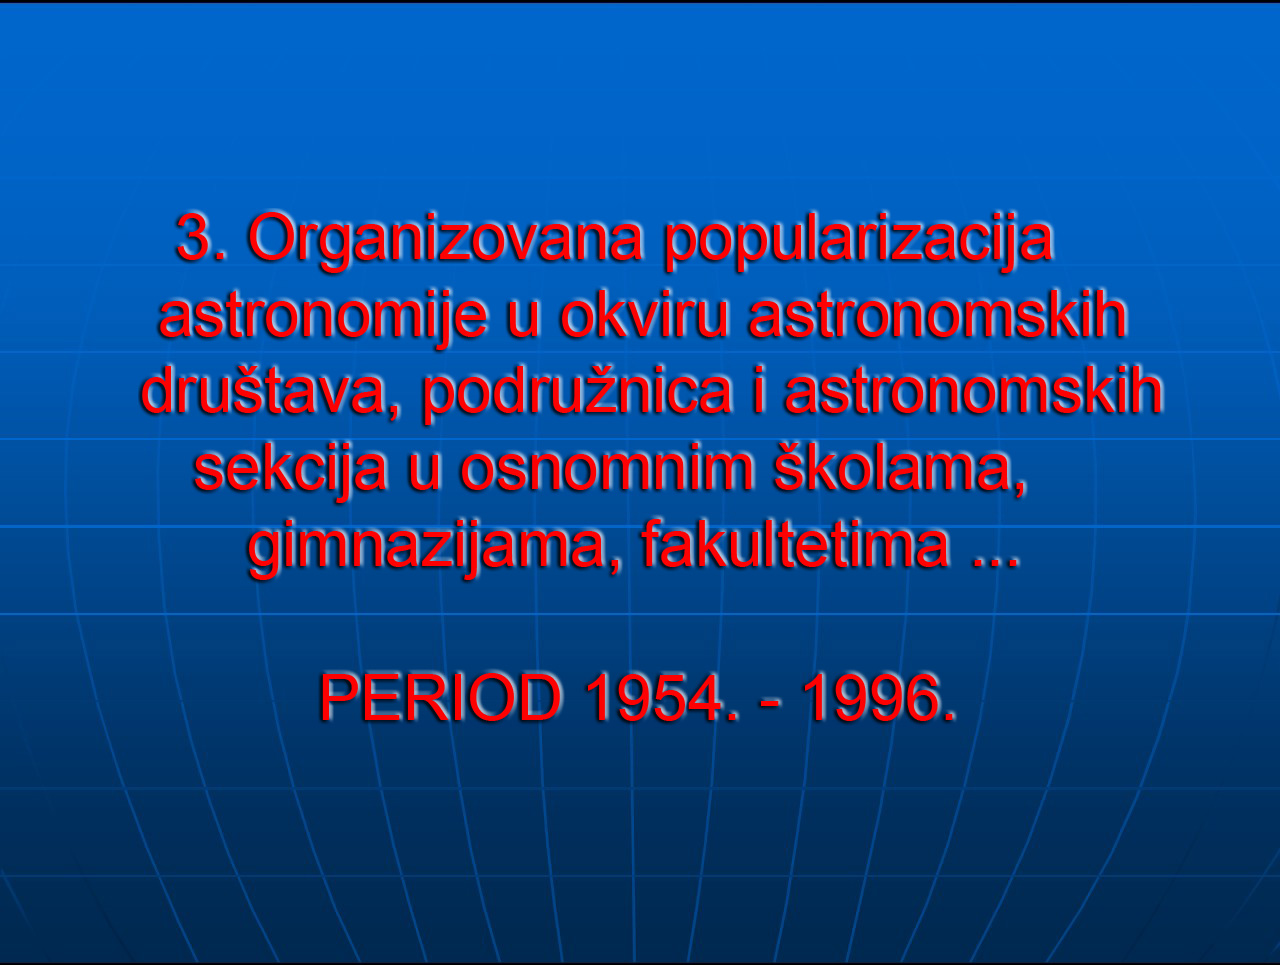 3. Organizovana popularizacija
astronomije u okviru astronomskih
društava, podružnica i astronomskih
sekcija u osnomnim školama,
gimnazijama, fakultetima ...
PERIOD 1954. - 1996.